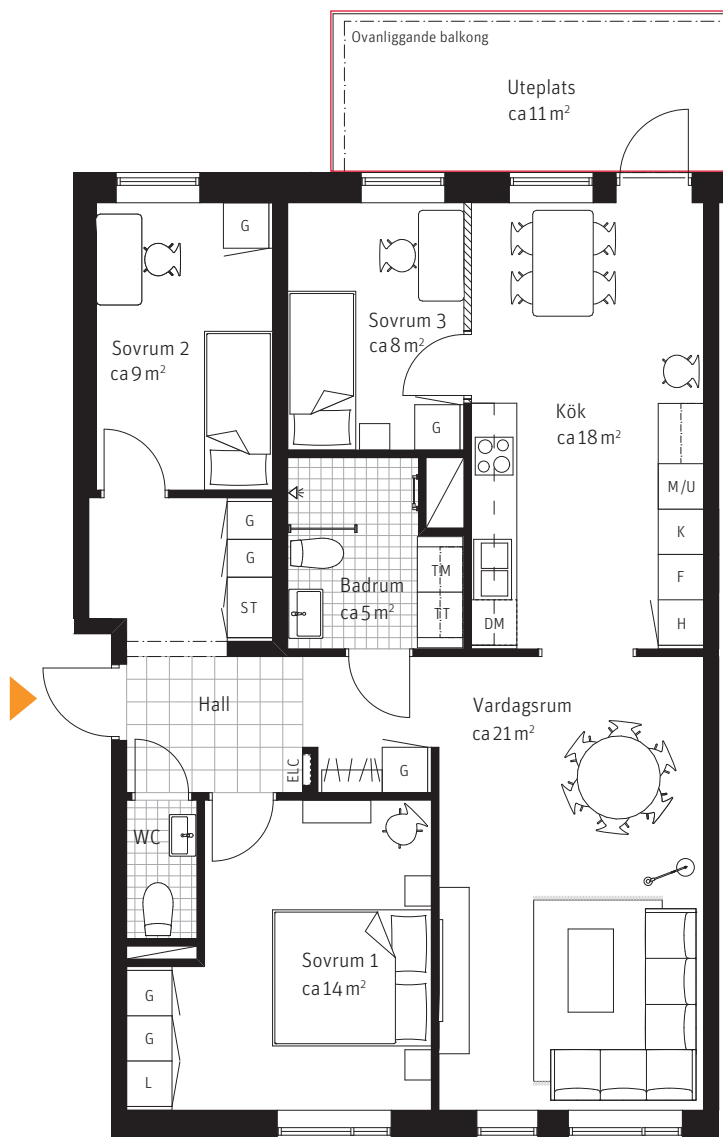 Ovanliggande balkong
Uteplats
ca 11 m²
G
Sovrum 2
ca 9 m²
Sovrum 3
ca 8 m²
G
Kök
ca 18 m²
M/U
K
F
H
G
G
ST
Badrum
ca 5 m²
TM
TT
DM
Hall
Vardagsrum
ca 21 m²
ELC
G
WC
Sovrum 1
ca 14 m²
G
G
L